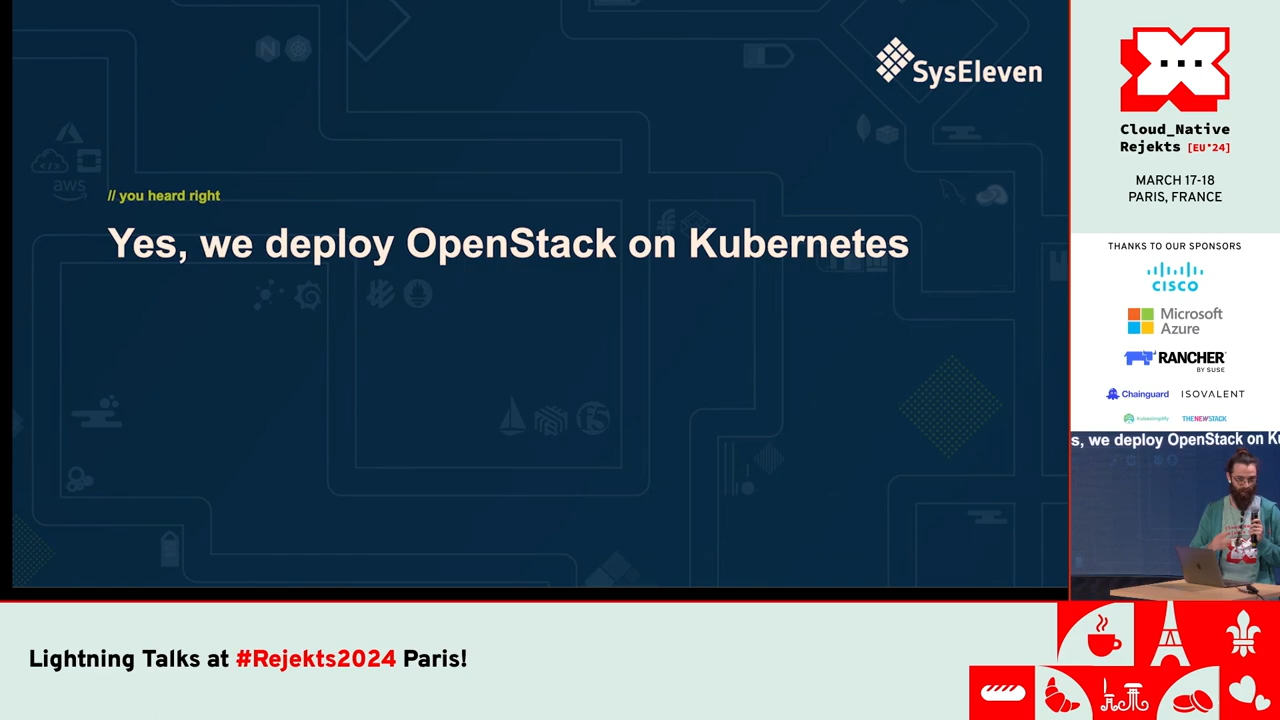 SysEleven
aws
// you heard right
Yes, we deploy OpenStack on Kubernetes
Cloud_Native
Rejekts [EU'24]
MARCH 17-18
PARIS, FRANCE
THANKS TO OUR SPONSORS
CISCO
Microsoft
Azure
RANCHER
BY SUSE
Chainguard
ISOVALENT
Kubesimplify
THENEWSTACK
s, we deploy OpenStack on K
Lightning Talks at #Rejekts2024 Paris!